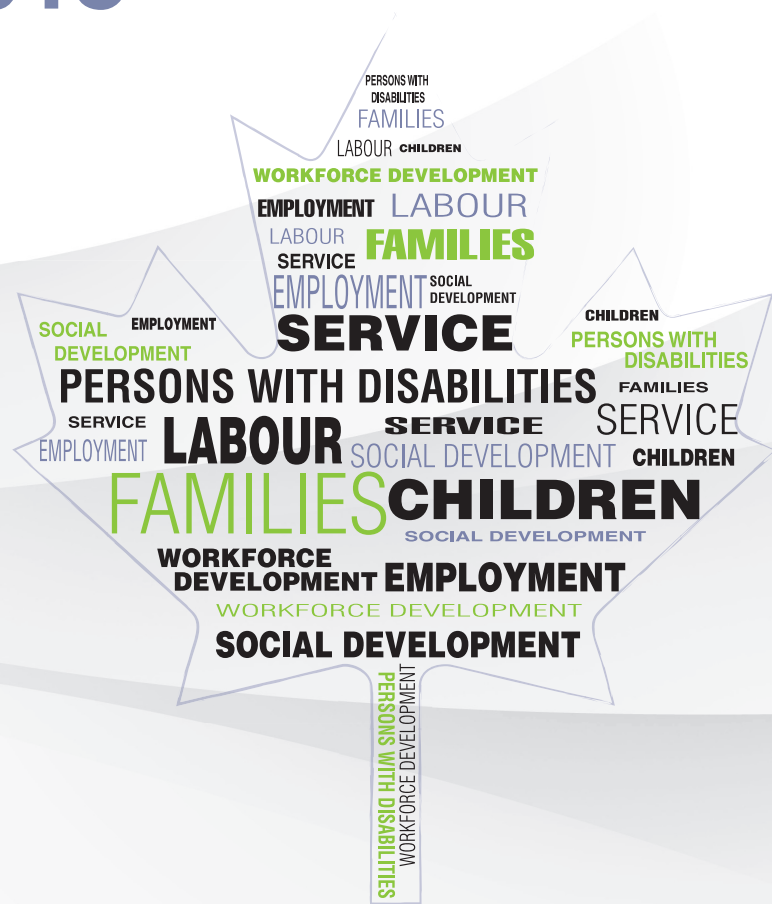 PERSONS WITH
DISABILITIES
FAMILIES
LABOUR CHILDREN
WORKFORCE DEVELOPMENT
EMPLOYMENT LABOUR
LABOUR FAMILIES
SERVICE
EMPLOYMENT SOCIAL
DEVELOPMENT
SERVICE
CHILDREN
SOCIAL EMPLOYMENT
DEVELOPMENT
PERSONS WITH
DISABILITIES
PERSONS WITH DISABILITIES
FAMILIES
SERVICE
SERVICE
SERVICE
EMPLOYMENT LABOUR
SOCIAL DEVELOPMENT
CHILDREN
FAMILIES CHILDREN
SOCIAL DEVELOPMENT
WORKFORCE
DEVELOPMENT EMPLOYMENT
WORKFORCE DEVELOPMENT
SOCIAL DEVELOPMENT
PERSONS WITH DISABILITIES
WORKFORCE DEVELOPMENT